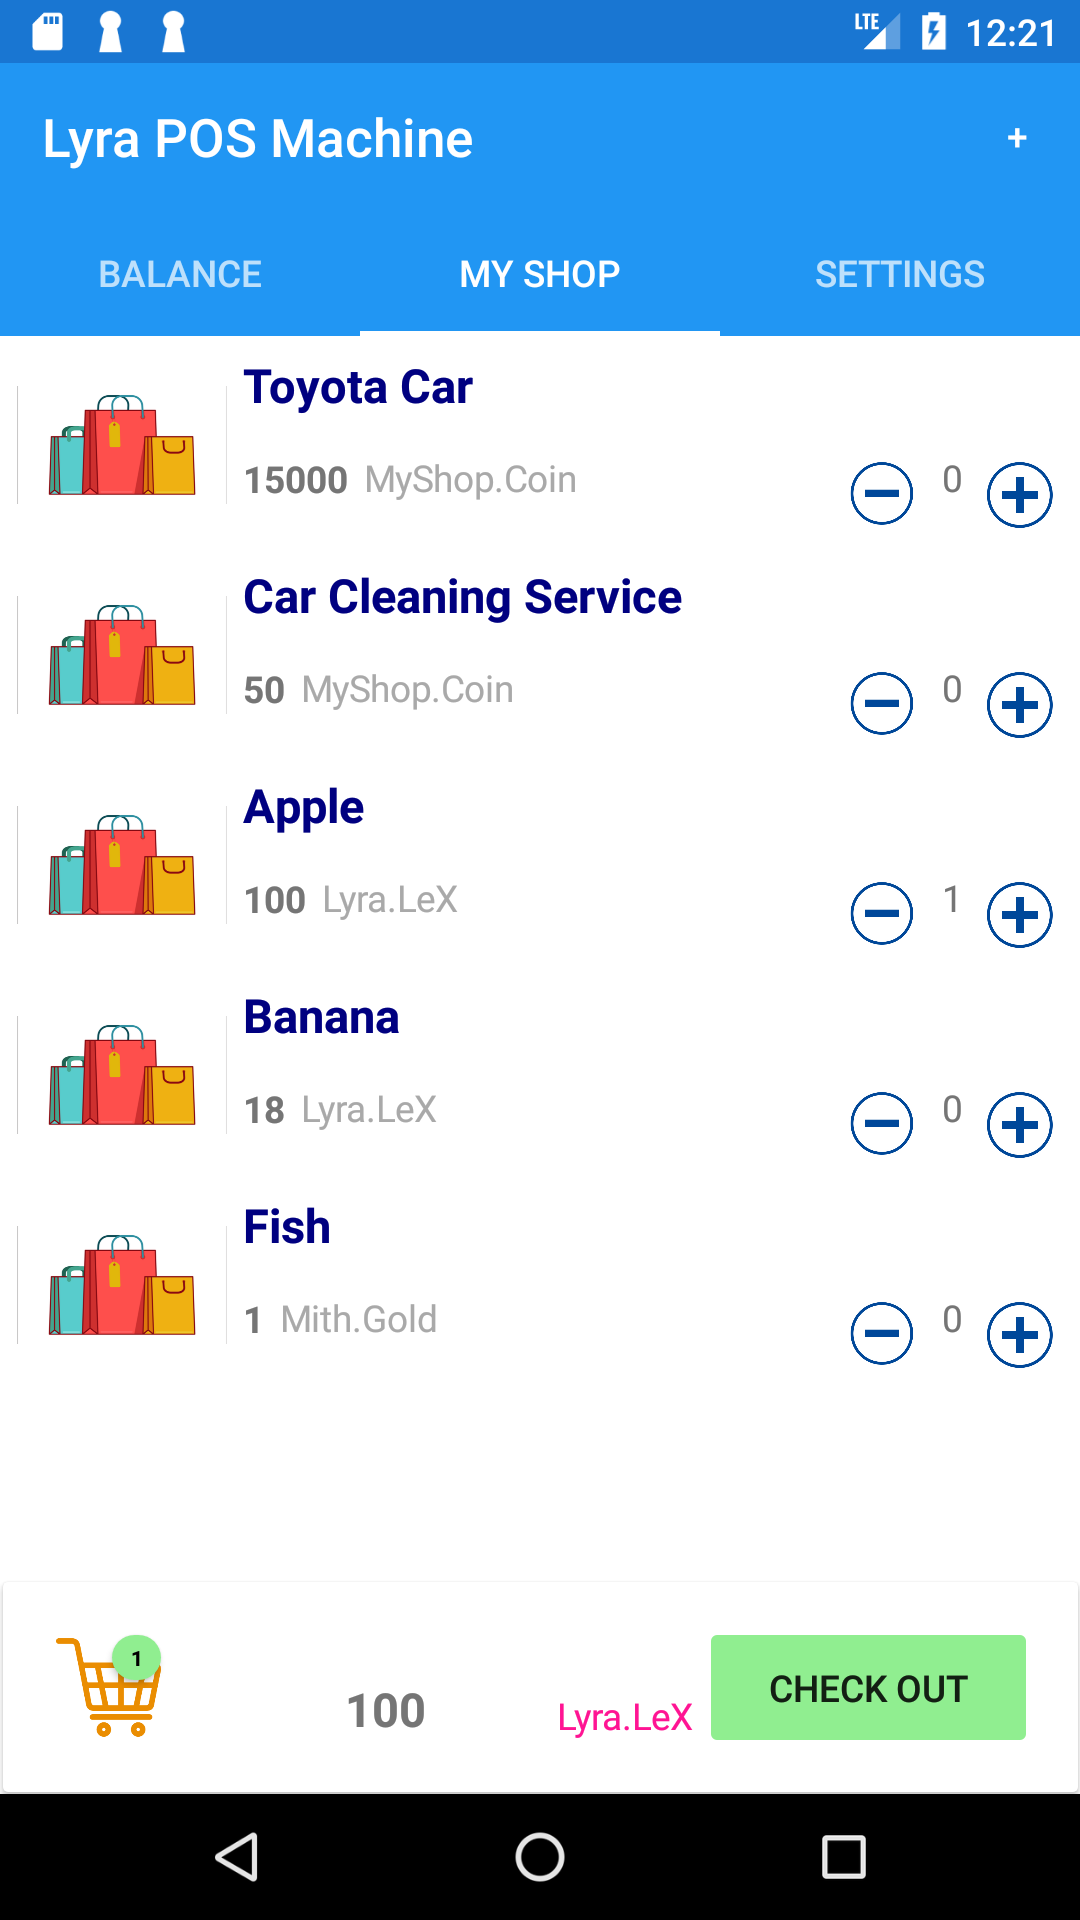 LTE 12:21
Lyra POS Machine +
BALANCE MY SHOP SETTINGS
Toyota Car
15000 MyShop.Coin 0
Car Cleaning Service
50 MyShop.Coin 0
Apple
100 Lyra.LeX 1
Banana
18 Lyra.LeX 0
Fish
1 Mith.Gold 0
1
100 Lyra.LeX CHECK OUT